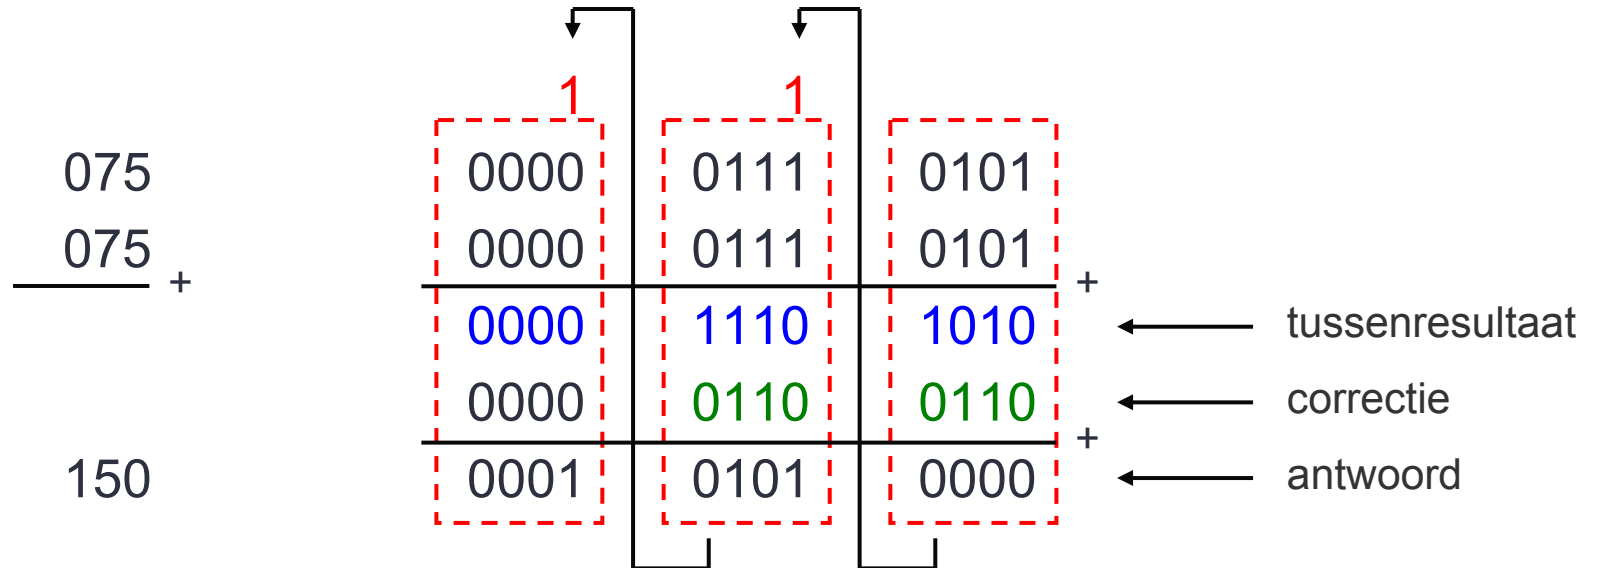 1 1
075 0000 0111 0101
075 + 0000 0111 0101 +
0000 1110 1010 tussenresultaat
0000 0110 0110 + correctie
150 0001 0101 0000 antwoord